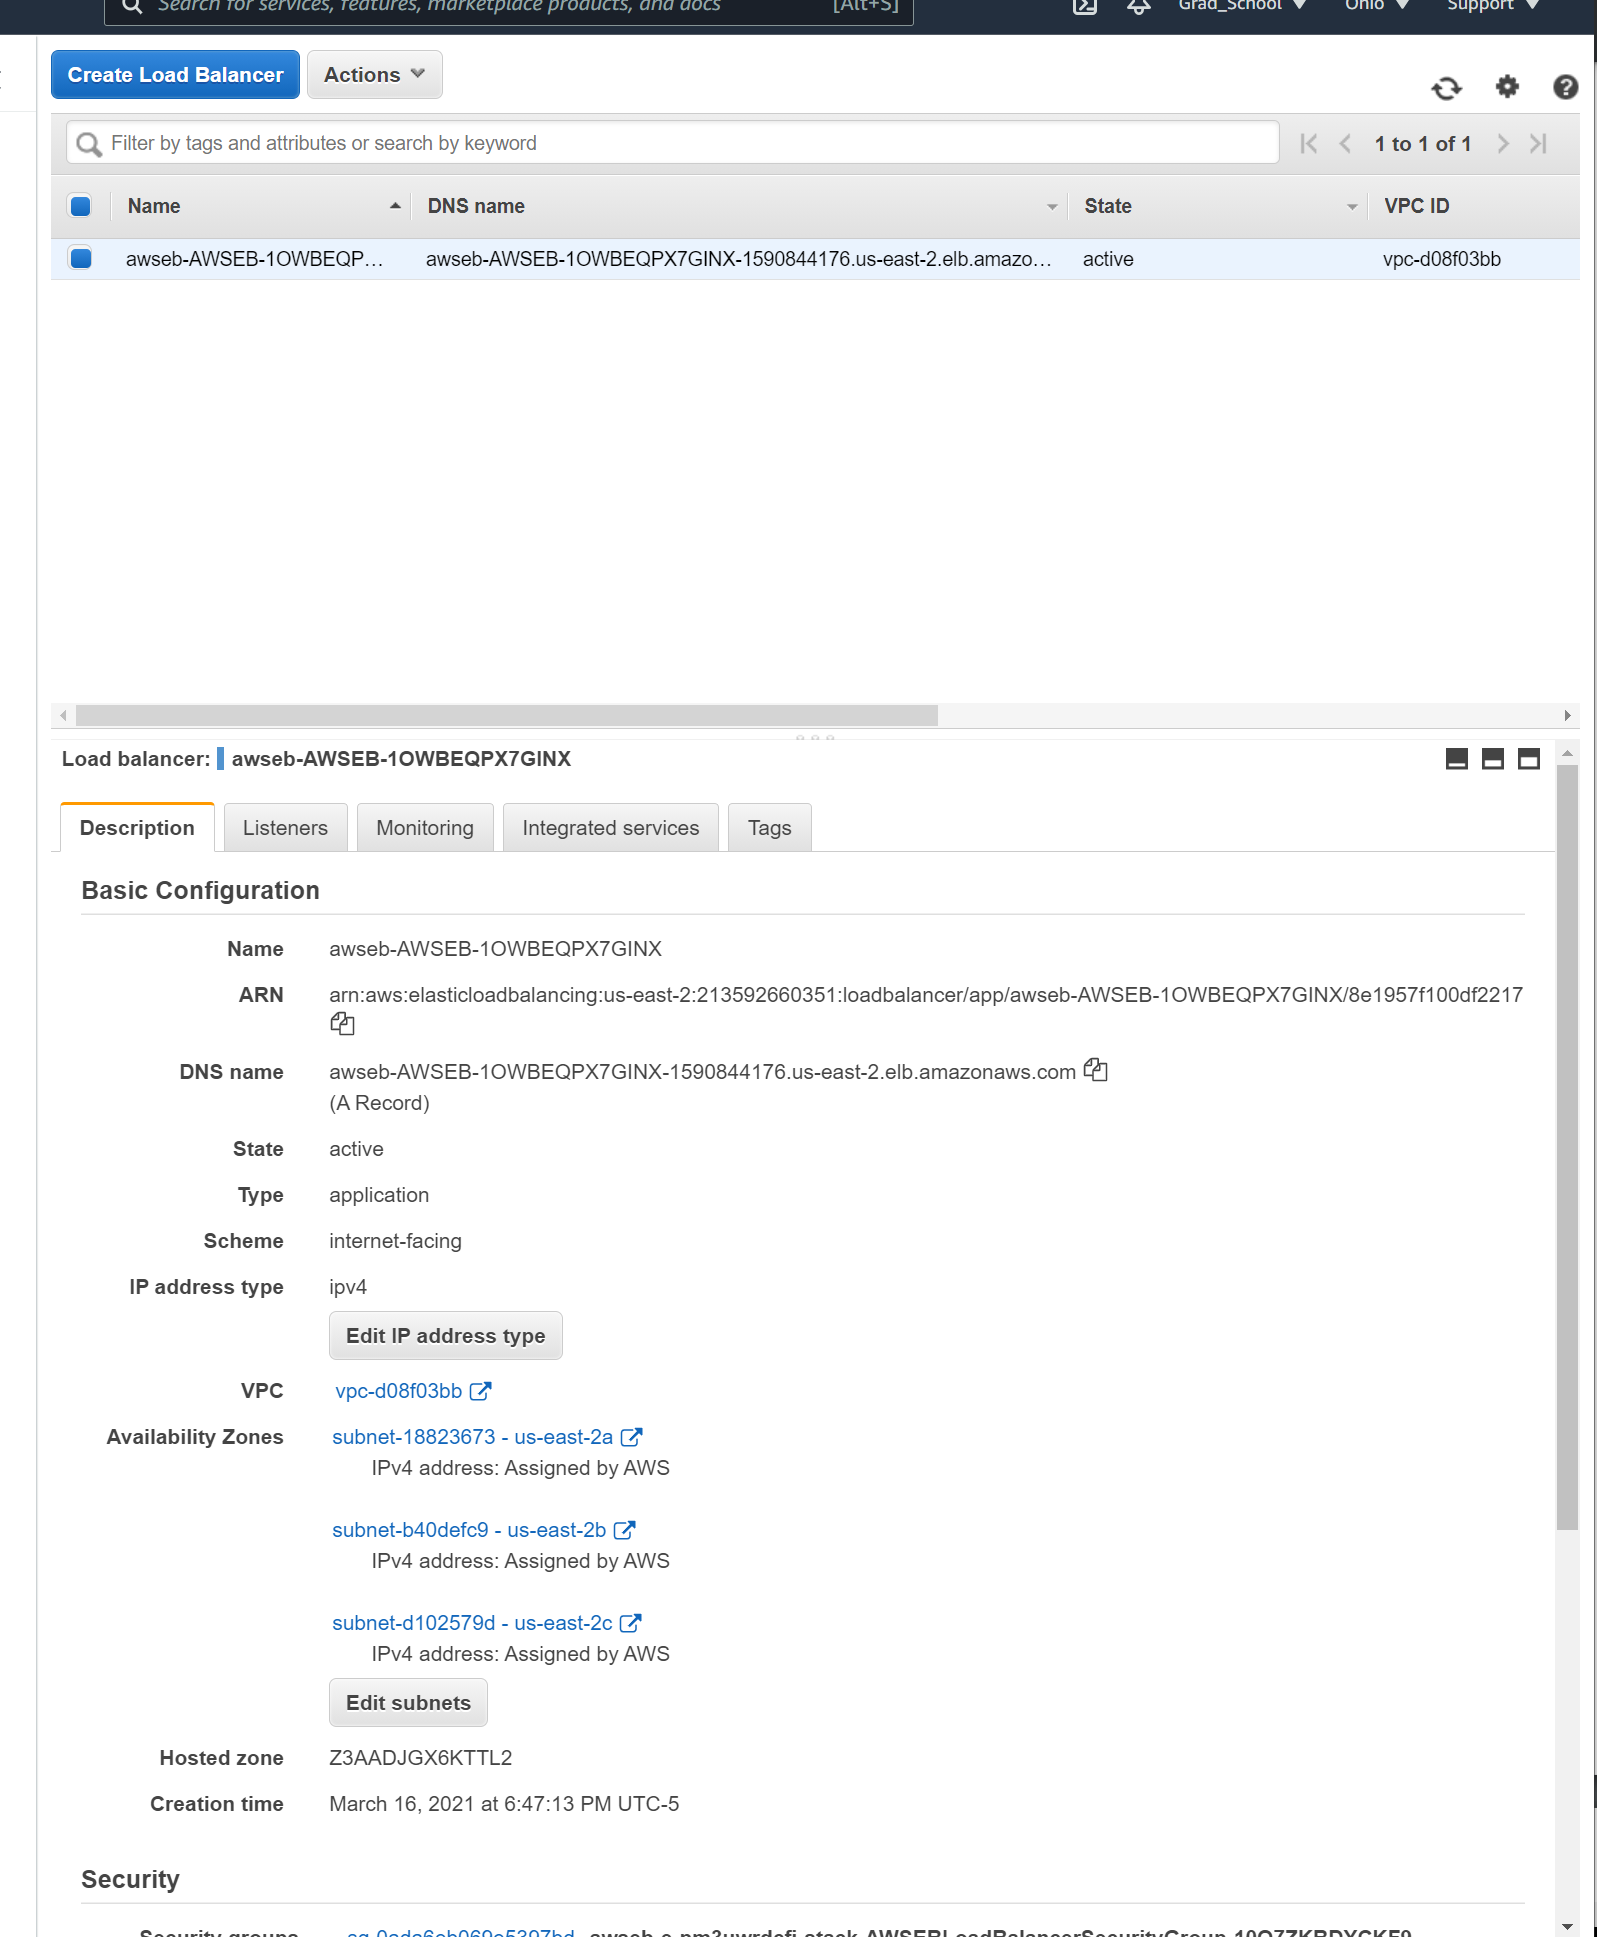 Search for services, features, marketplace products, and docs [Alt+S] Grad_School Ohio Support
Create Load Balancer Actions
Filter by tags and attributes or search by keyword 1 to 1 of 1
Name DNS name State VPC ID
awseb-AWSEB-1OWBEQP... awseb-AWSEB-1OWBEQPX7GINX-1590844176.us-east-2.elb.amazo... active vpc-d08f03bb
Load balancer: awseb-AWSEB-1OWBEQPX7GINX
Description Listeners Monitoring Integrated services Tags
Basic Configuration
Name awseb-AWSEB-1OWBEQPX7GINX
ARN arn:aws:elasticloadbalancing:us-east-2:213592660351:loadbalancer/app/awseb-AWSEB-1OWBEQPX7GINX/8e1957f100df2217
DNS name awseb-AWSEB-1OWBEQPX7GINX-1590844176.us-east-2.elb.amazonaws.com
(A Record)
State active
Type application
Scheme internet-facing
IP address type ipv4
Edit IP address type
VPC vpc-d08f03bb
Availability Zones subnet-18823673 - us-east-2a
IPv4 address: Assigned by AWS
subnet-b40defc9 - us-east-2b
IPv4 address: Assigned by AWS
subnet-d102579d - us-east-2c
IPv4 address: Assigned by AWS
Edit subnets
Hosted zone Z3AADJGX6KTTL2
Creation time March 16, 2021 at 6:47:13 PM UTC-5
Security
Security groups